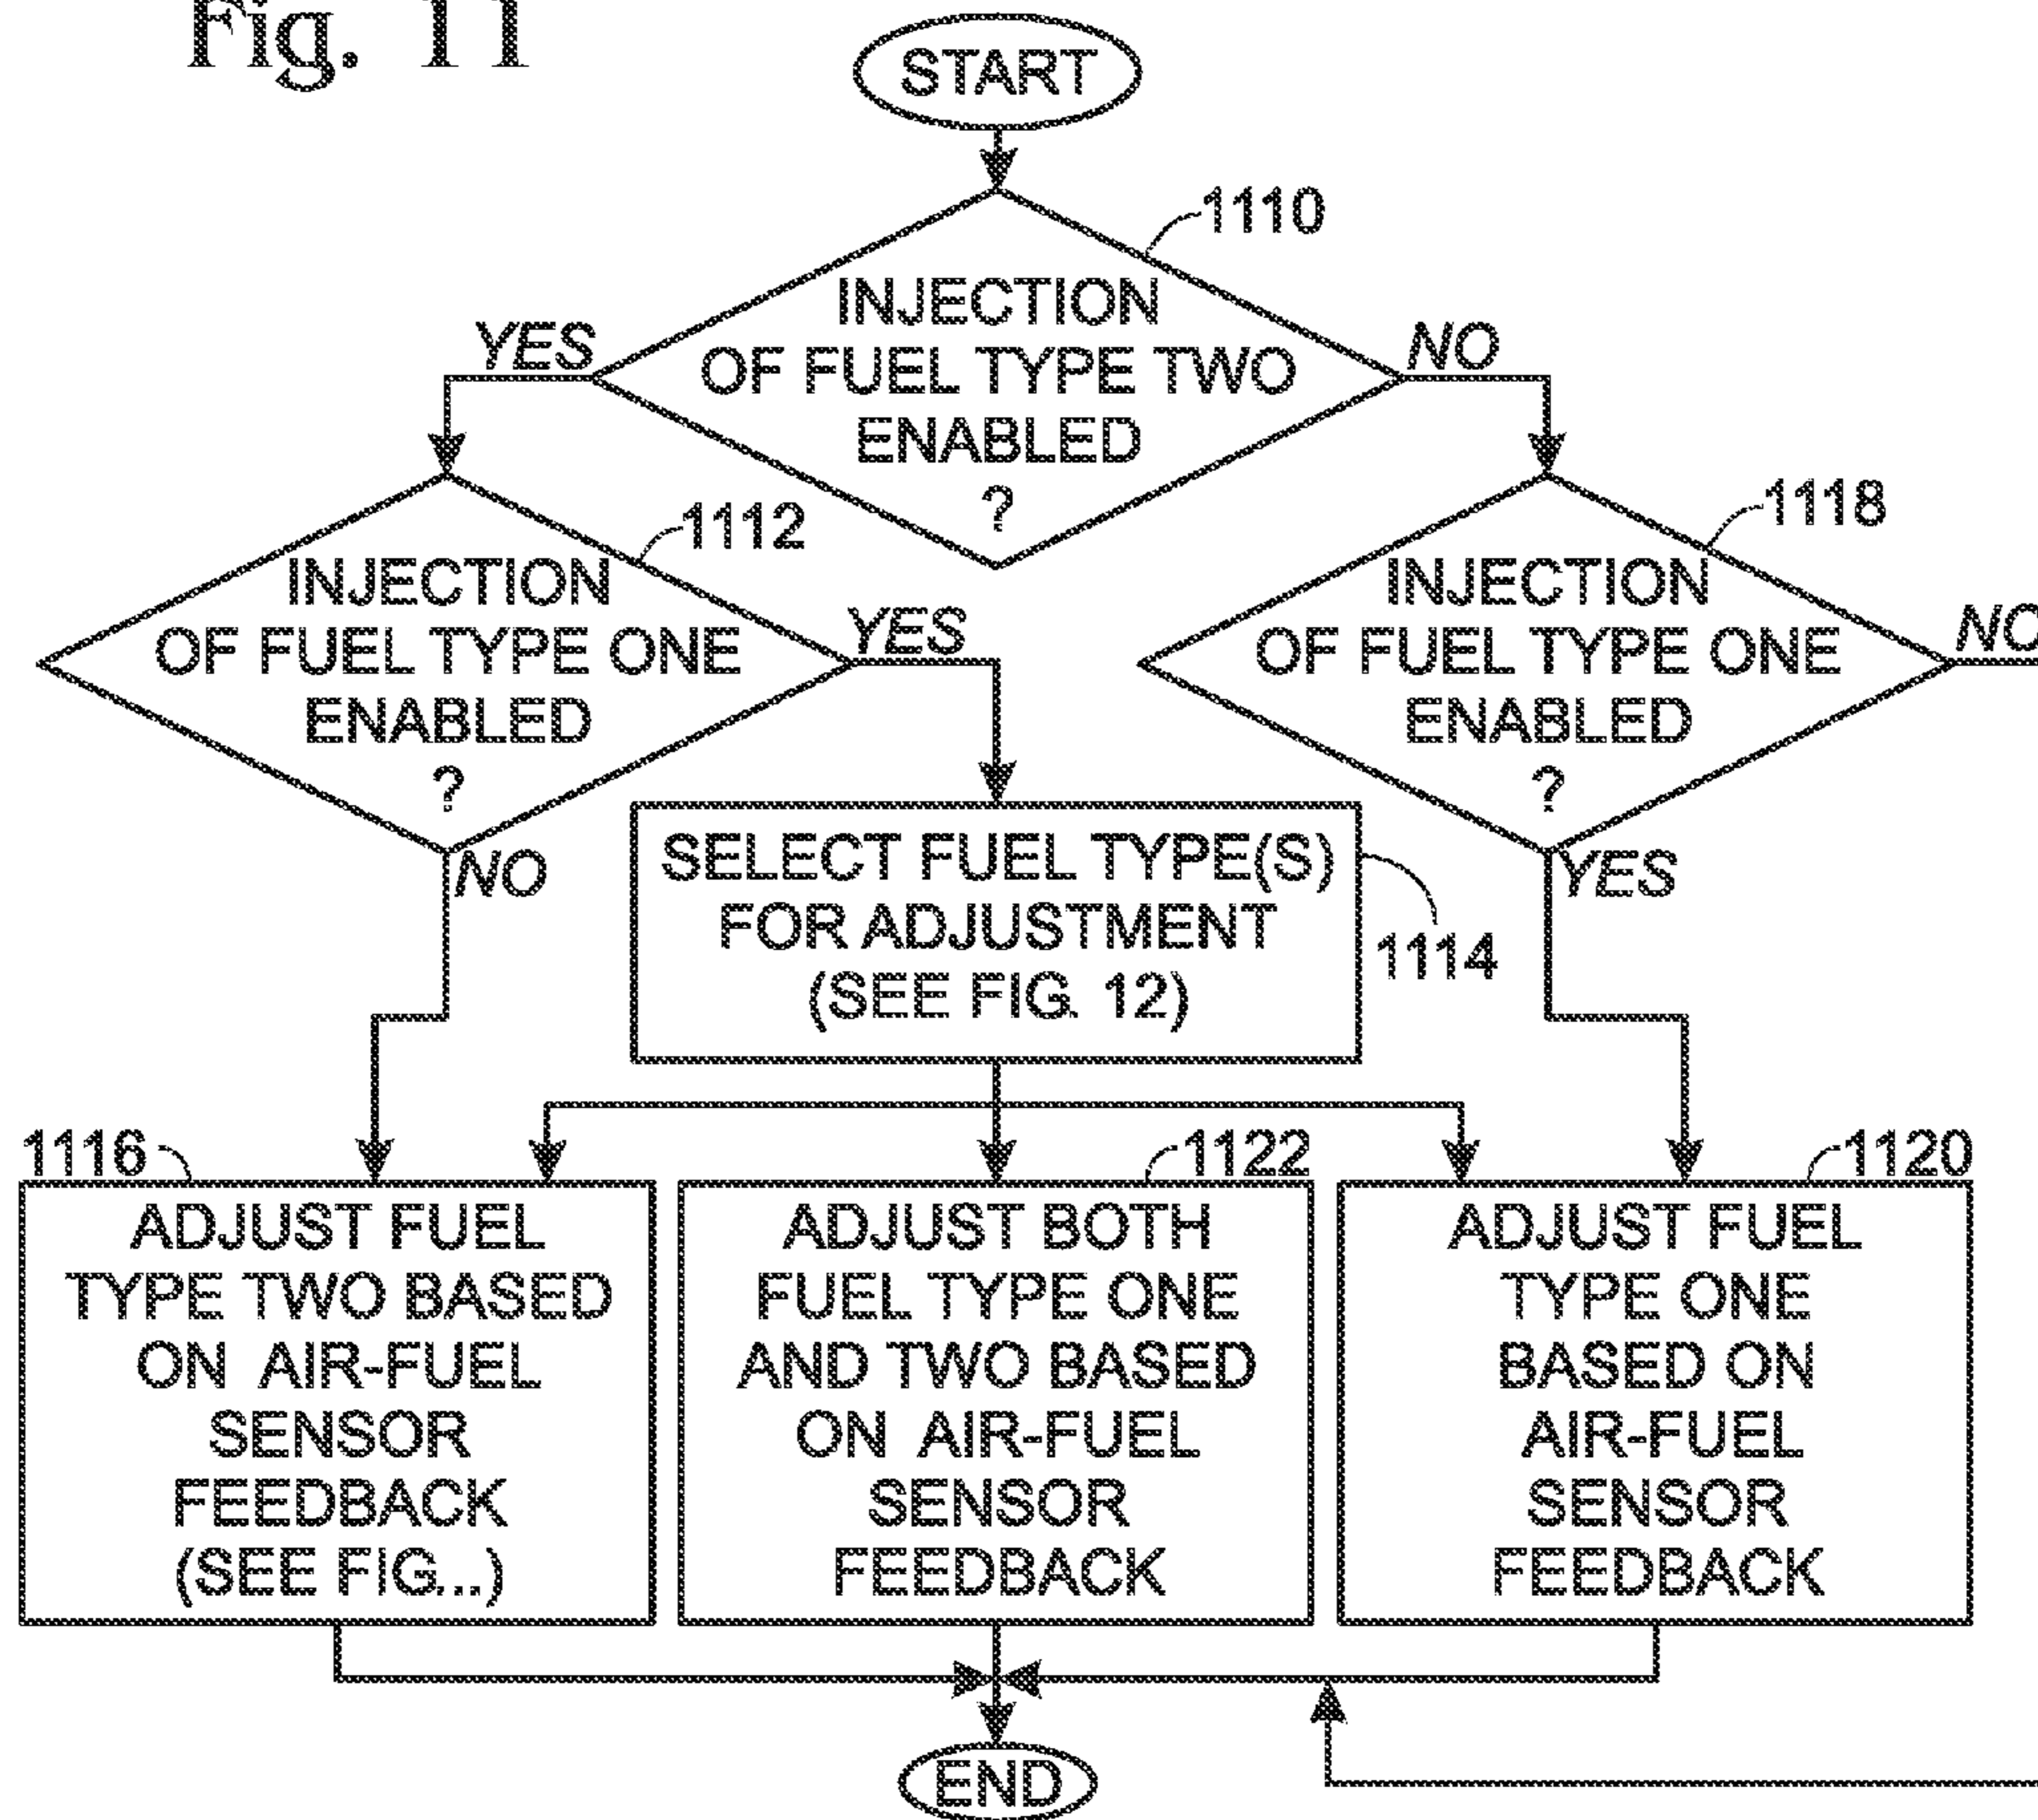 Fig. 11
START
1110
INJECTION
OF FUEL TYPE TWO
ENABLED
?
YES
NO
1112
INJECTION
OF FUEL TYPE ONE
ENABLED
?
YES
NO
1118
INJECTION
OF FUEL TYPE ONE
ENABLED
?
NO
YES
SELECT FUEL TYPE(S)
FOR ADJUSTMENT
(SEE FIG. 12)
1114
1116
ADJUST FUEL
TYPE TWO BASED
ON AIR-FUEL
SENSOR
FEEDBACK
(SEE FIG...)
1122
ADJUST BOTH
FUEL TYPE ONE
AND TWO BASED
ON AIR-FUEL
SENSOR
FEEDBACK
1120
ADJUST FUEL
TYPE ONE
BASED ON
AIR-FUEL
SENSOR
FEEDBACK
END